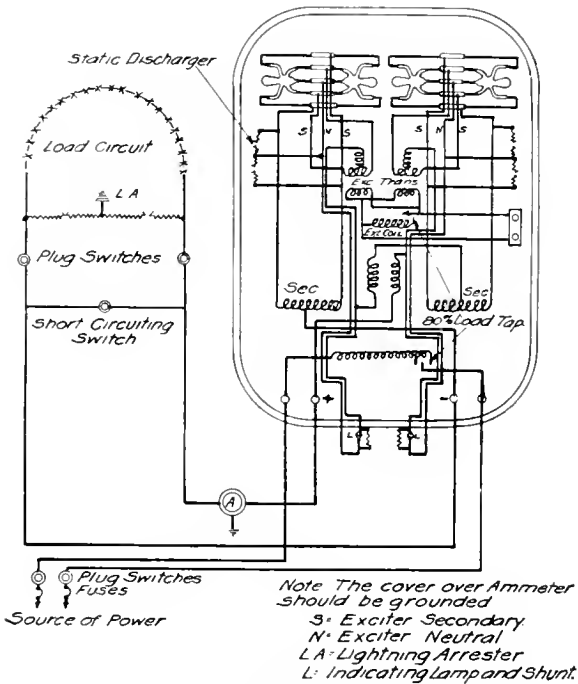 Static Discharger
Load Circuit
L A
Plug Switches
Short Circuiting
Switch
S N S
S N S
Exc Trans
Ext Coil
Sec
Sec
80% Load Tap
+
-
L
L
A
Plug Switches
Fuses
Source of Power
Note The cover over Ammeter
should be grounded
S= Exciter Secondary
N= Exciter Neutral
L A= Lightning Arrester
L= Indicating Lamp and Shunt.